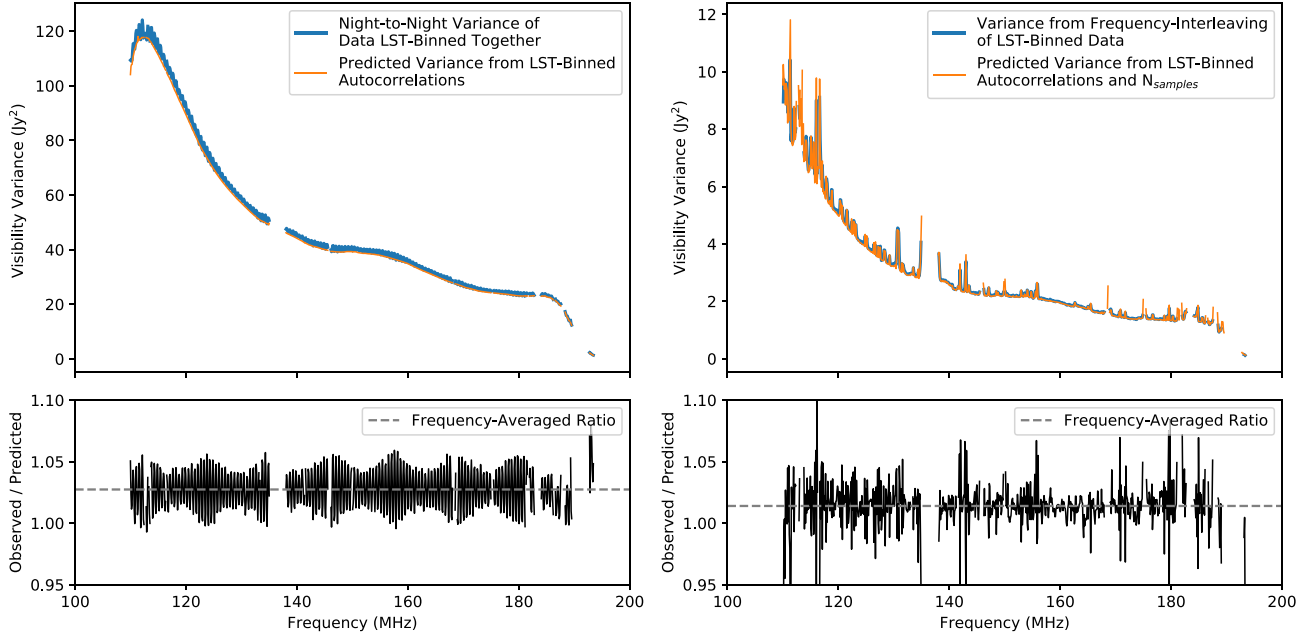 Night-to-Night Variance of
Data LST-Binned Together
Predicted Variance from LST-Binned
Autocorrelations
Visibility Variance (Jy²)
120
100
80
60
40
20
0
Variance from Frequency-Interleaving
of LST-Binned Data
Predicted Variance from LST-Binned
Autocorrelations and N_samples
Visibility Variance (Jy²)
12
10
8
6
4
2
0
Frequency-Averaged Ratio
Observed / Predicted
1.10
1.05
1.00
0.95
100 120 140 160 180 200
Frequency (MHz)
Frequency-Averaged Ratio
Observed / Predicted
1.10
1.05
1.00
0.95
100 120 140 160 180 200
Frequency (MHz)